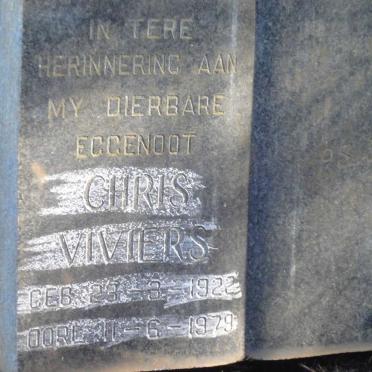 IN TERE
HERINNERING AAN
MY DIERBARE
EGGENOOT
CHRIS
VIVIERS
GEB. 23-3-1922
OORL. 11-6-1979